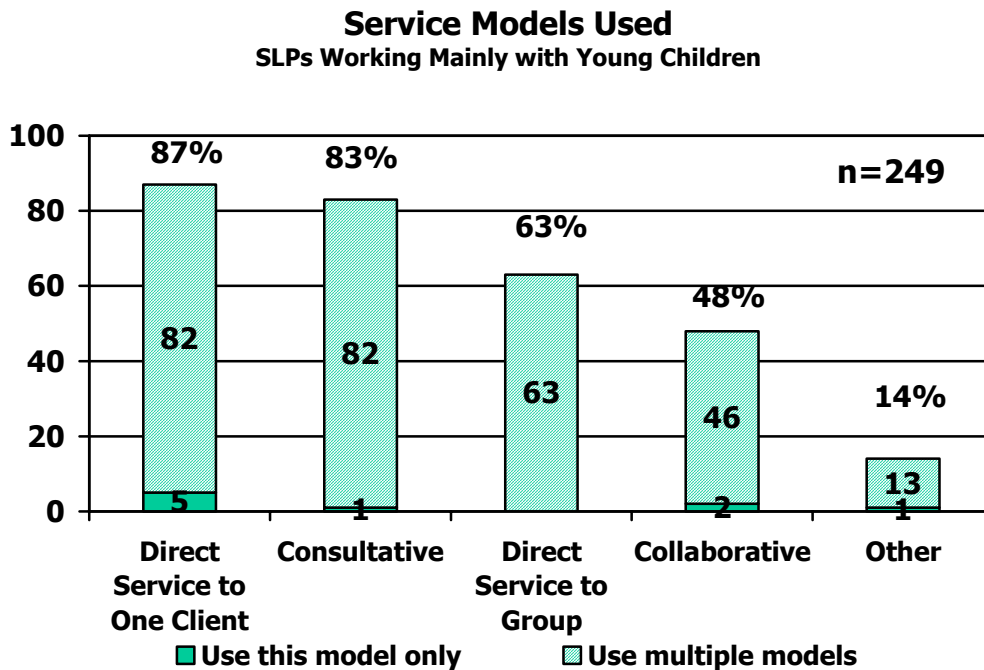 Service Models Used
SLPs Working Mainly with Young Children
100
80
60
40
20
0
87%
83%
63%
48%
14%
n=249
82
82
63
46
13
5
1
2
1
Direct
Service to
One Client
Consultative
Direct
Service to
Group
Collaborative
Other
Use this model only
Use multiple models